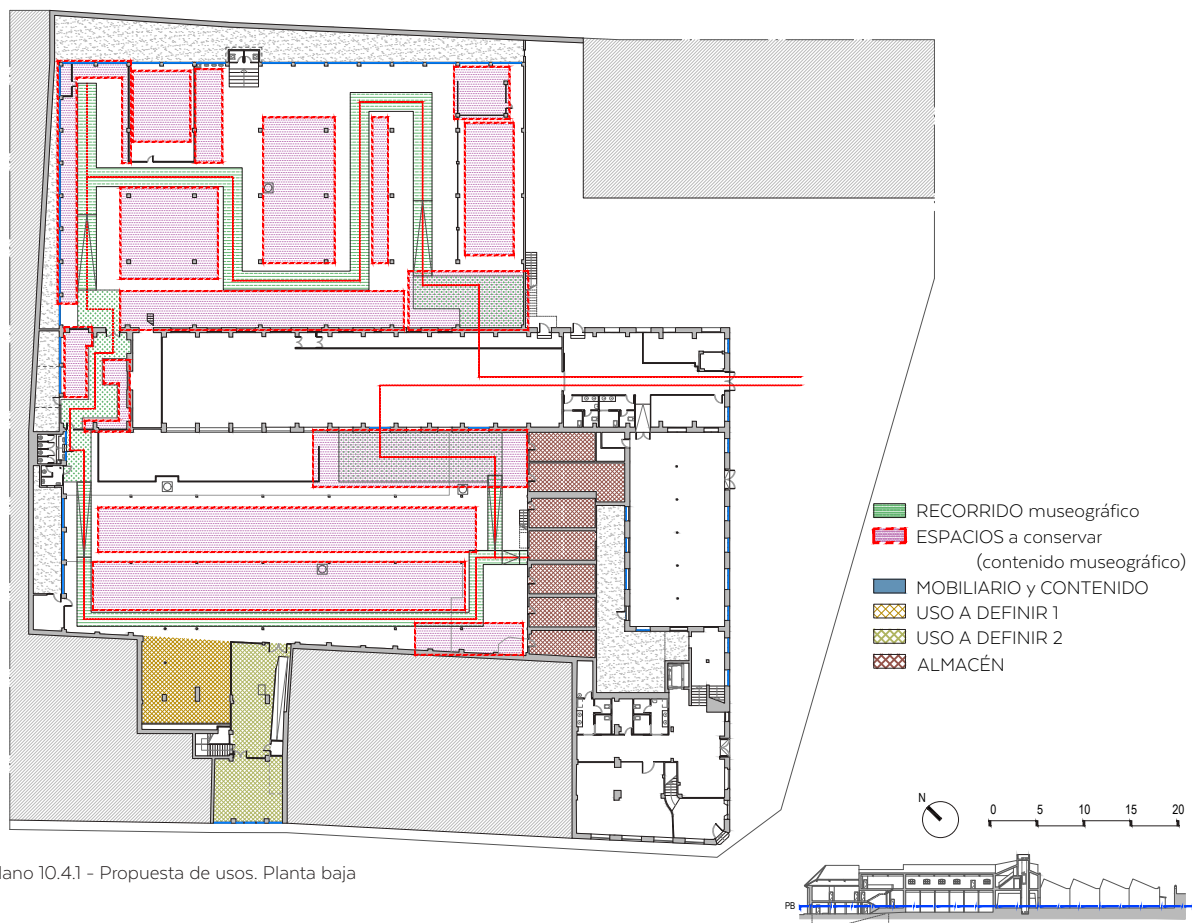 RECORRIDO museográfico
ESPACIOS a conservar
(contenido museográfico)
MOBILIARIO y CONTENIDO
USO A DEFINIR 1
USO A DEFINIR 2
ALMACÉN
N
0 5 10 15 20
lano 10.4.1 - Propuesta de usos. Planta baja
PB